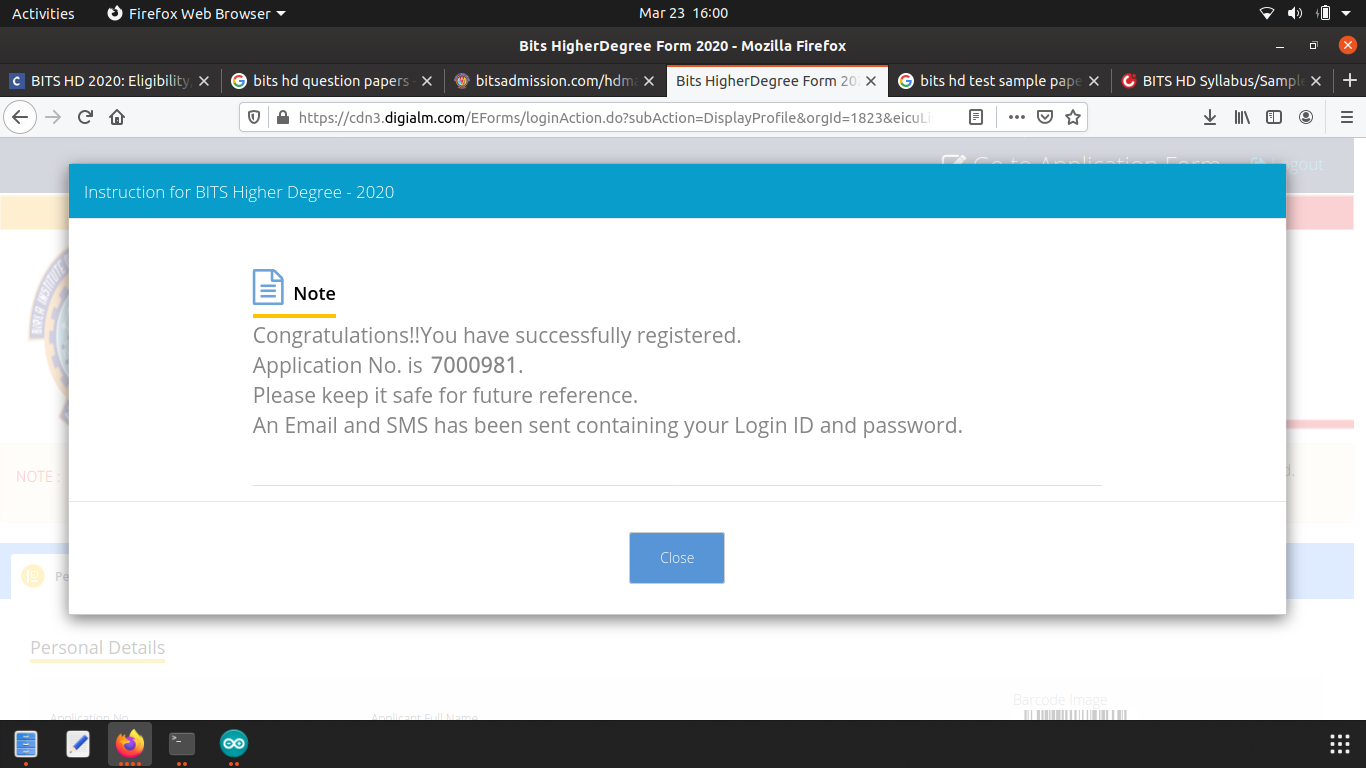 Activities
Firefox Web Browser
Mar 23 16:00
Bits HigherDegree Form 2020 - Mozilla Firefox
BITS HD 2020: Eligibility,
bits hd question papers
bitsadmission.com/hdma
Bits HigherDegree Form 202
bits hd test sample pape
BITS HD Syllabus/Sample
https://cdn3.digialm.com/EForms/loginAction.do?subAction=DisplayProfile&orgId=1823&eicuLi
Go to Application Form
Logout
Instruction for BITS Higher Degree - 2020
Note
Congratulations!!You have successfully registered.
Application No. is 7000981.
Please keep it safe for future reference.
An Email and SMS has been sent containing your Login ID and password.
NOTE :
d.
Close
Pe
Personal Details
Barcode Image
Application No
Applicant Full Name